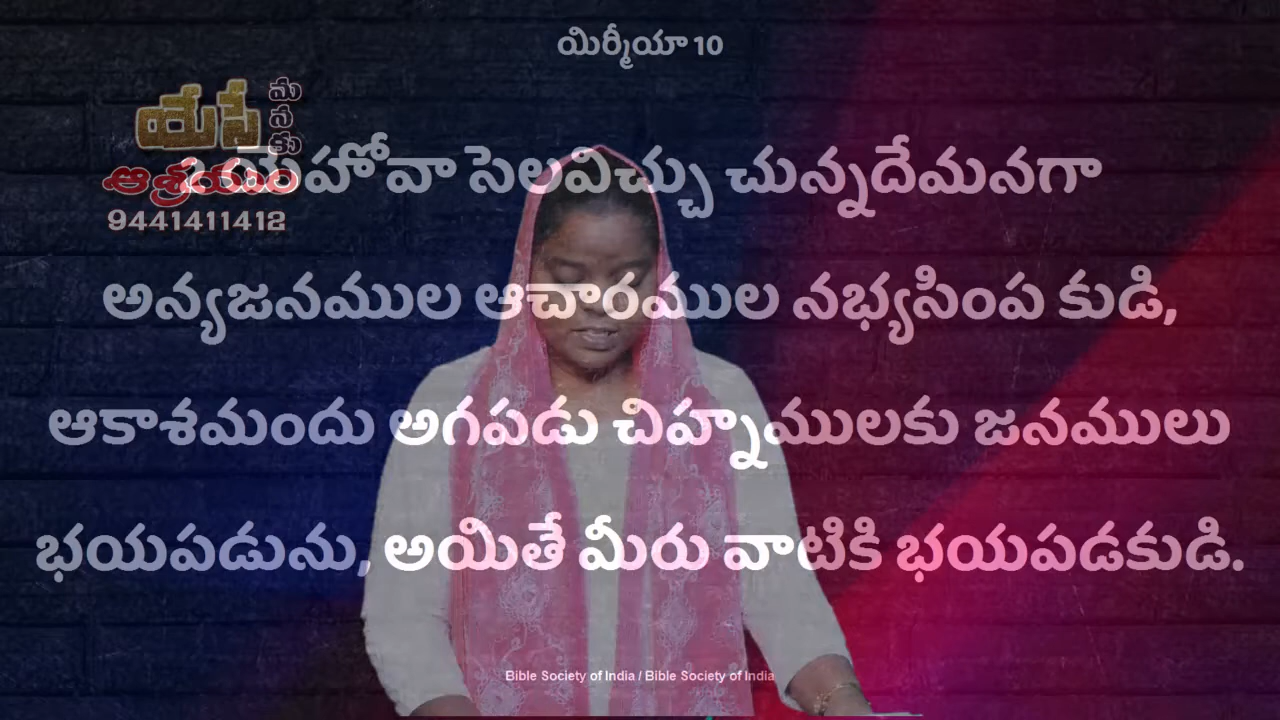 యిర్మీయా 10
యేసే
మనకు
ఆశ్రయం
9441411412
యెహోవా సెలవిచ్చు చున్నదేమనగా
అన్యజనముల ఆచారముల నభ్యసింప కుడి,
ఆకాశమందు అగపడు చిహ్నములకు జనములు
భయపడును, అయితే మీరు వాటికి భయపడకుడి.
Bible Society of India / Bible Society of India